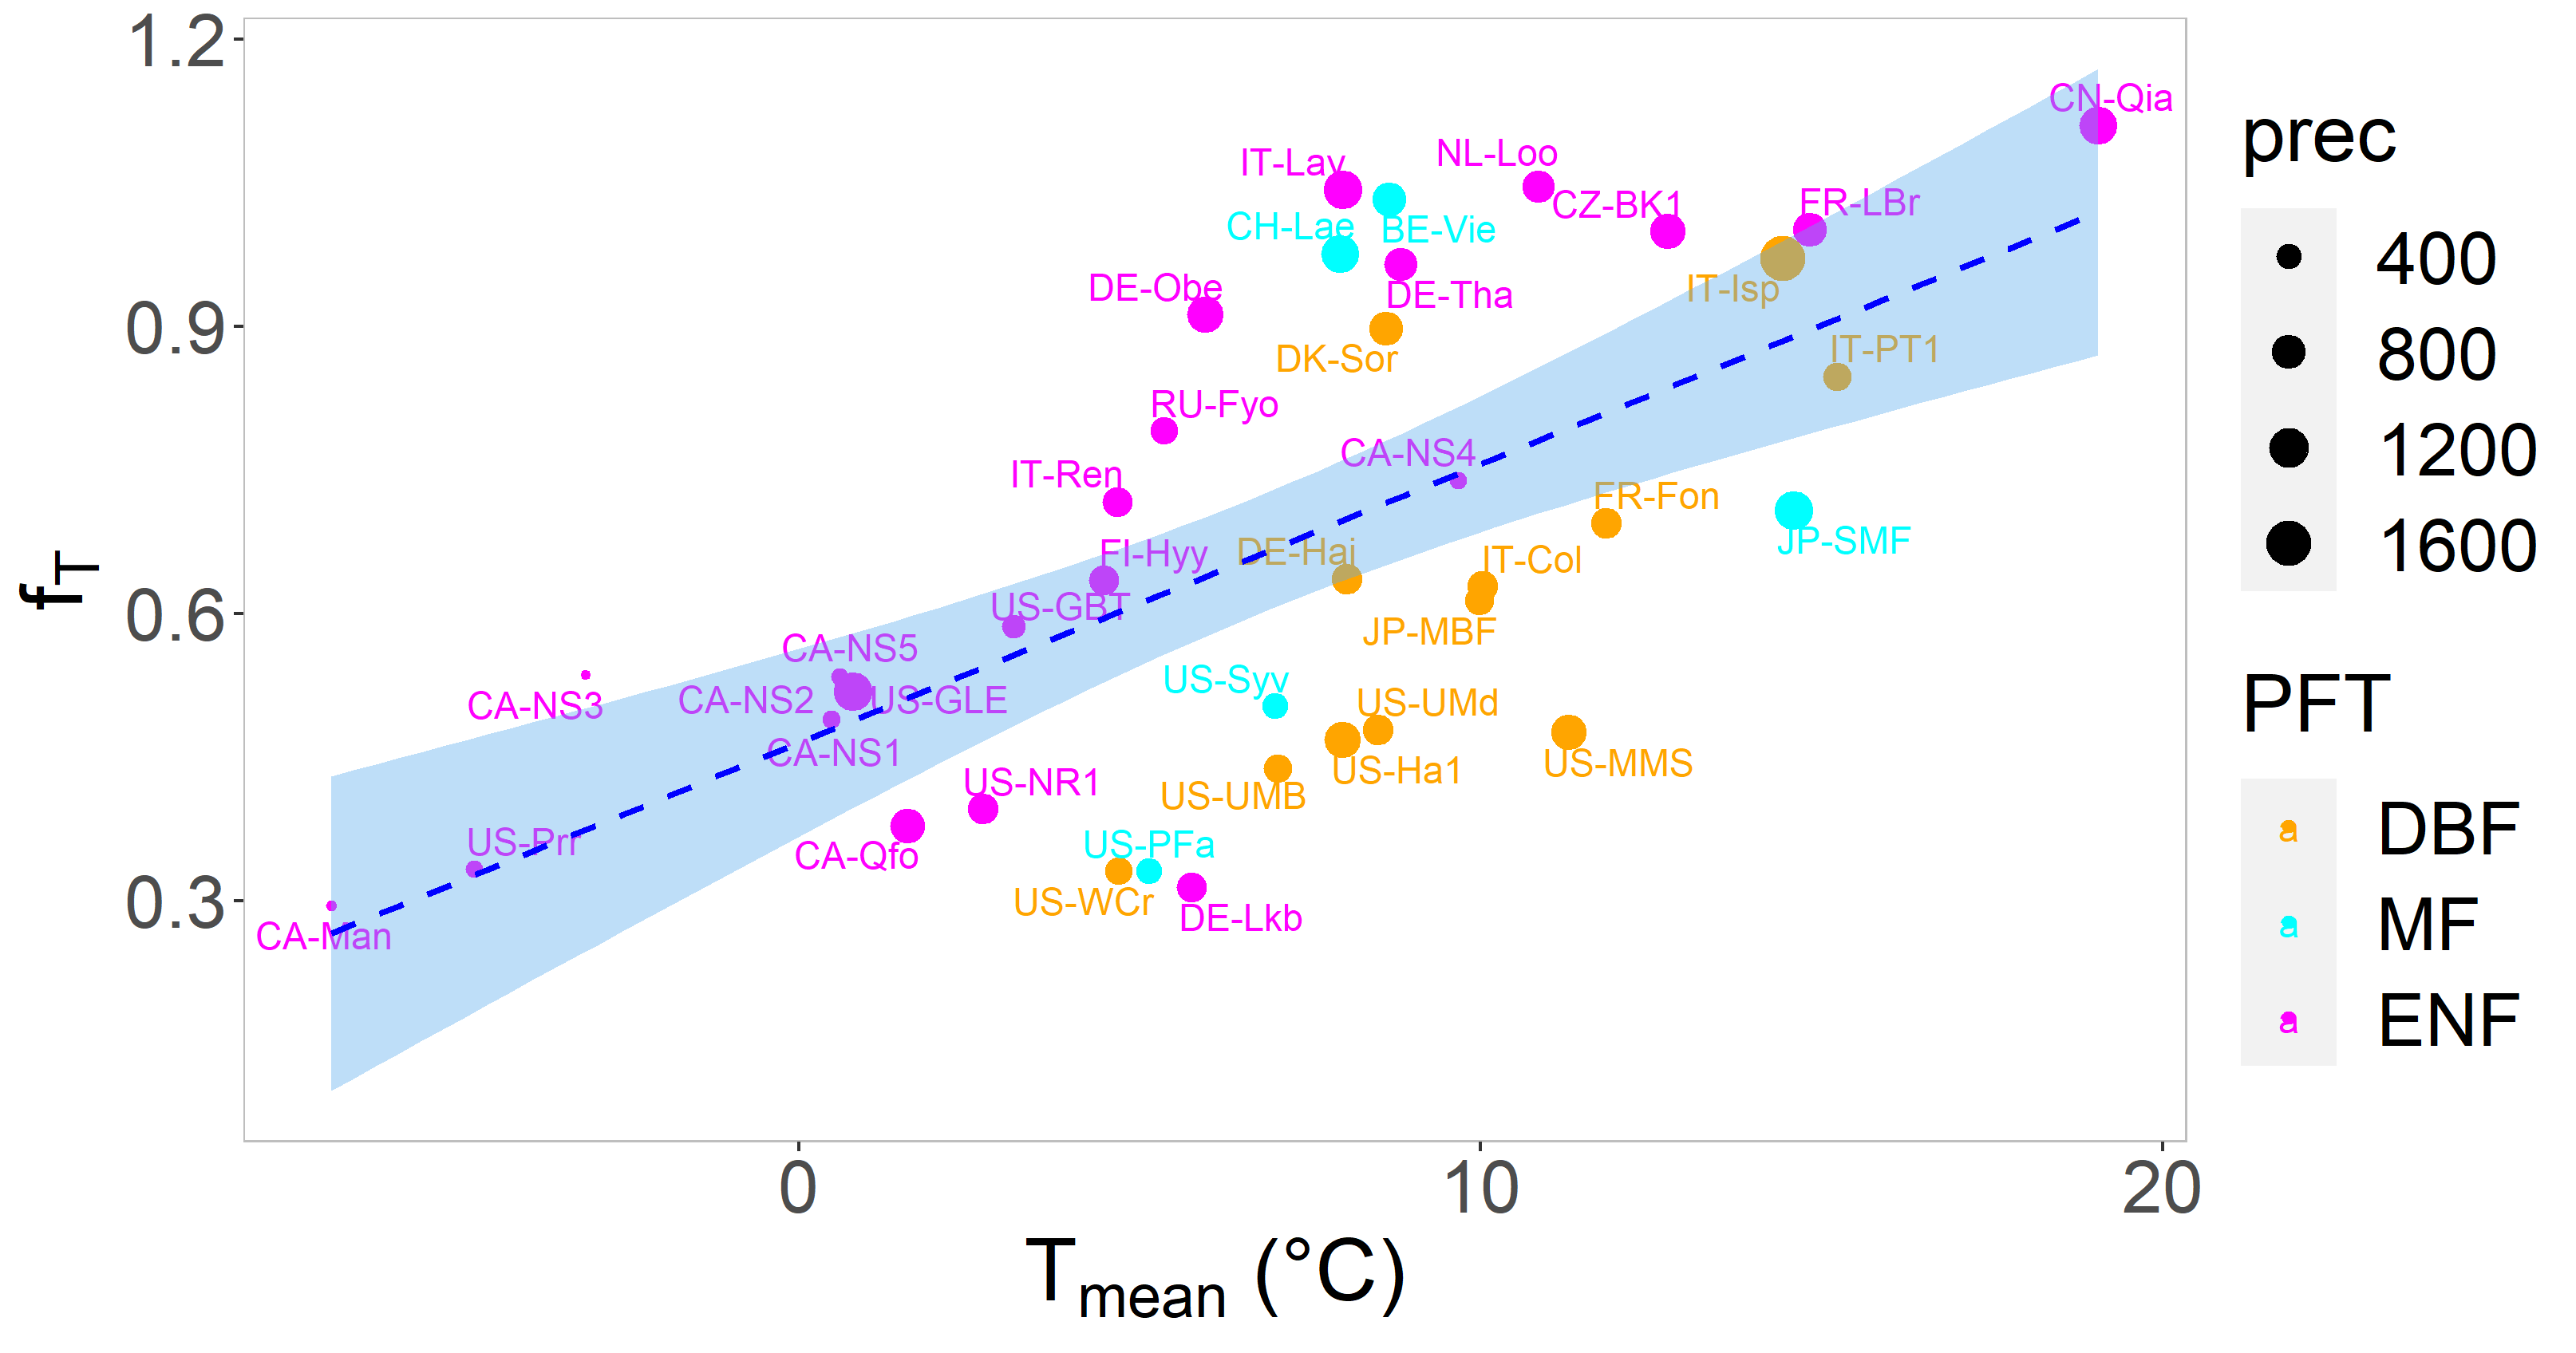 1.2
0.9
0.6
0.3
f_T
CN-Qia
IT-Lav
NL-Loo
CZ-BK1
FR-LBr
CH-Lae
BE-Vie
DE-Obe
DE-Tha
IT-Isp
DK-Sor
IT-PT1
RU-Fyo
CA-NS4
IT-Ren
FR-Fon
FI-Hyy
DE-Hai
IT-Col
JP-SMF
US-GBT
JP-MBF
CA-NS5
US-Syv
CA-NS3
CA-NS2
US-GLE
US-UMd
CA-NS1
US-NR1
US-Ha1
US-MMS
US-UMB
US-Prr
CA-Qfo
US-PFa
US-WCr
DE-Lkb
CA-Man
0
10
20
T_mean (°C)
prec
400
800
1200
1600
PFT
a DBF
a MF
a ENF